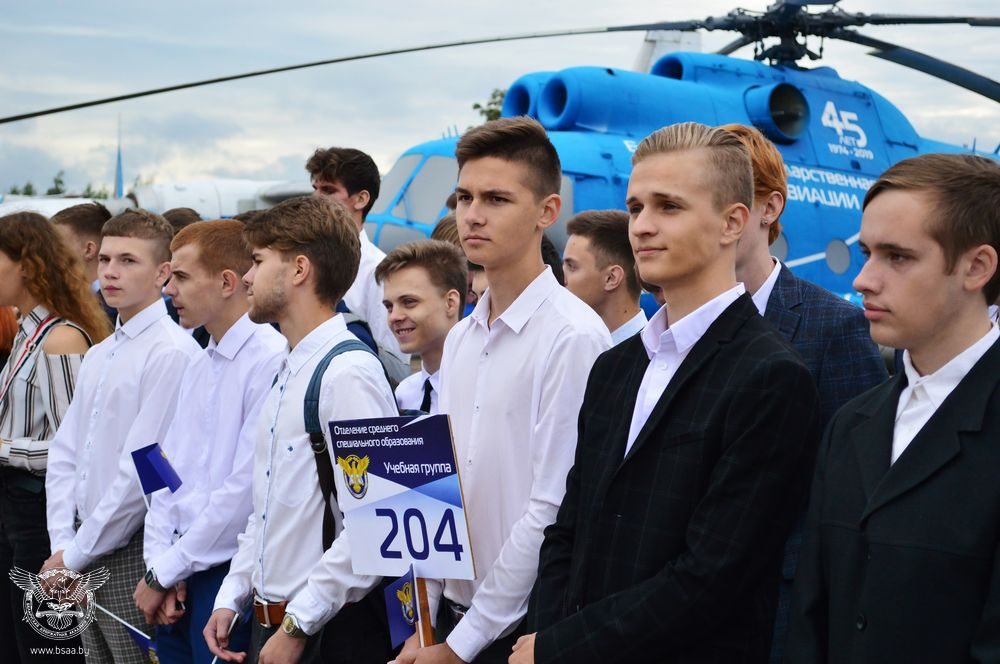 45
ЛЕТ
1974-2019
АВИАЦИИ
Отделение среднего
специального образования
Учебная группа
204
www.bsaa.by